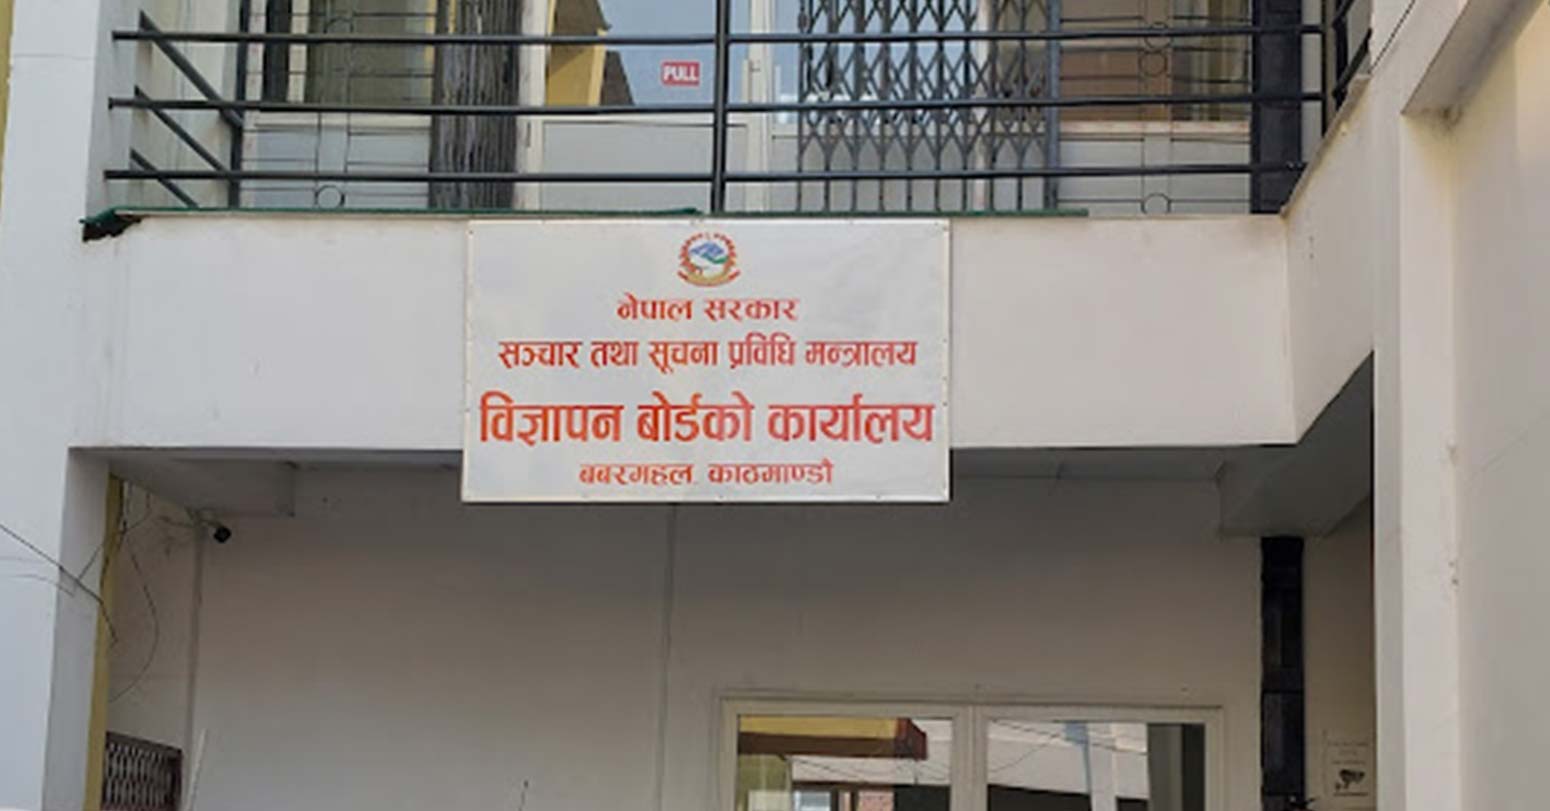 PULL
नेपाल सरकार
सञ्चार तथा सूचना प्रविधि मन्त्रालय
विज्ञापन बोर्डको कार्यालय
बबरमहल, काठमाण्डौ